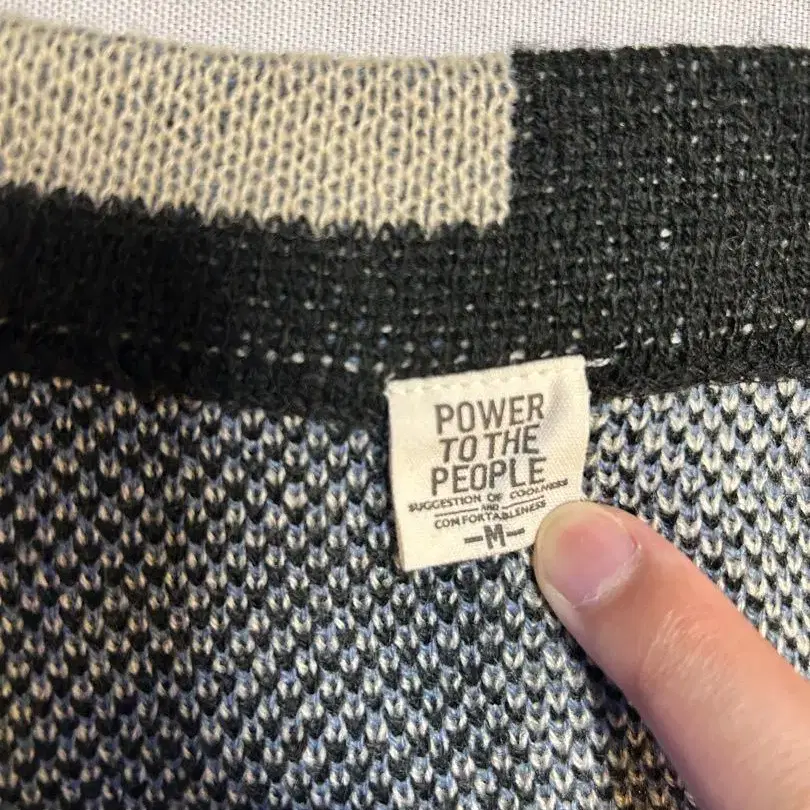 POWER
TO THE
PEOPLE
SUGGESTION OF COOLNESS
AND
COMFORTABLENESS
-M-